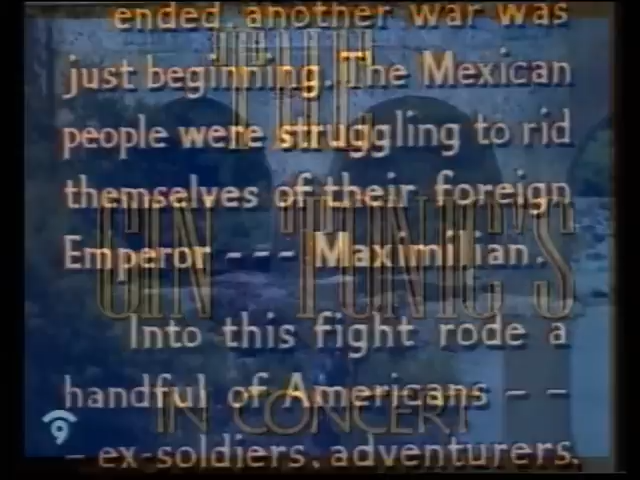 ended, another war was
THE
just beginning. The Mexican
people were struggling to rid
themselves of their foreign
GIN TONIC'S
Emperor --- Maximilian.
Into this fight rode a
handful of Americans --
IN CONCERT
- ex-soldiers, adventurers,
9